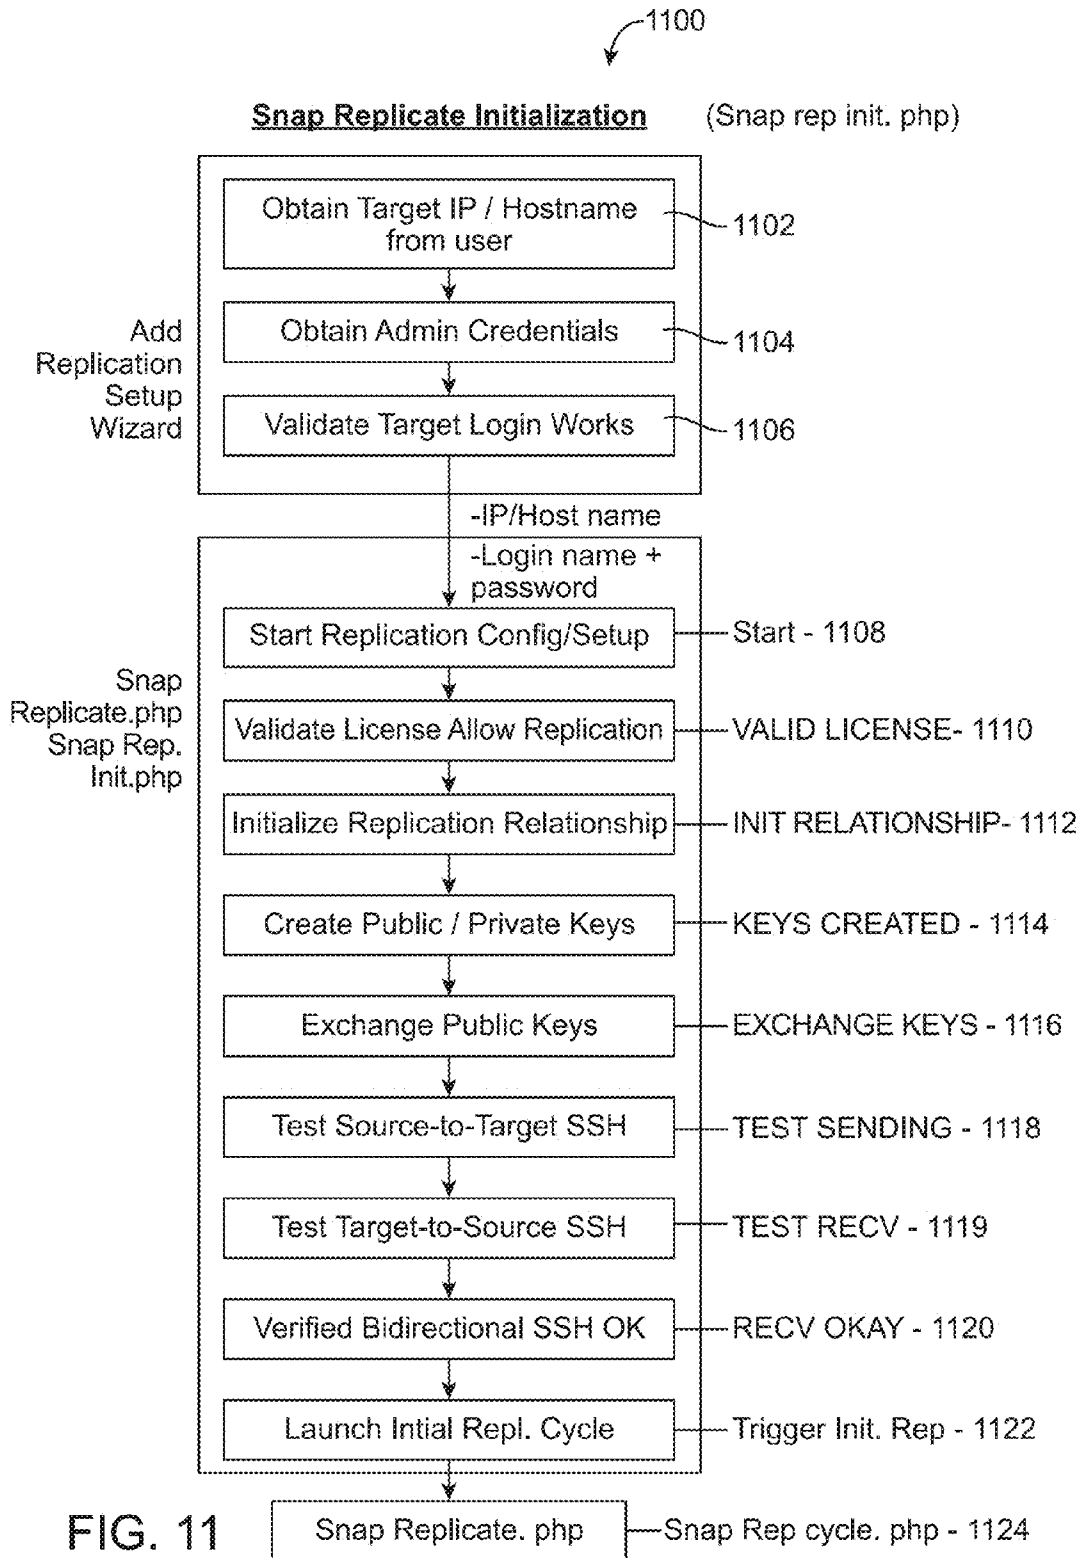 1100
Snap Replicate Initialization (Snap rep init. php)
Obtain Target IP / Hostname
from user
1102
Obtain Admin Credentials
1104
Add
Replication
Setup
Wizard
Validate Target Login Works
1106
-IP/Host name
-Login name +
password
Start Replication Config/Setup
Start - 1108
Snap
Replicate.php
Snap Rep.
Init.php
Validate License Allow Replication
VALID LICENSE- 1110
Initialize Replication Relationship
INIT RELATIONSHIP- 1112
Create Public / Private Keys
KEYS CREATED - 1114
Exchange Public Keys
EXCHANGE KEYS - 1116
Test Source-to-Target SSH
TEST SENDING - 1118
Test Target-to-Source SSH
TEST RECV - 1119
Verified Bidirectional SSH OK
RECV OKAY - 1120
Launch Intial Repl. Cycle
Trigger Init. Rep - 1122
Snap Replicate. php
Snap Rep cycle. php - 1124
FIG. 11